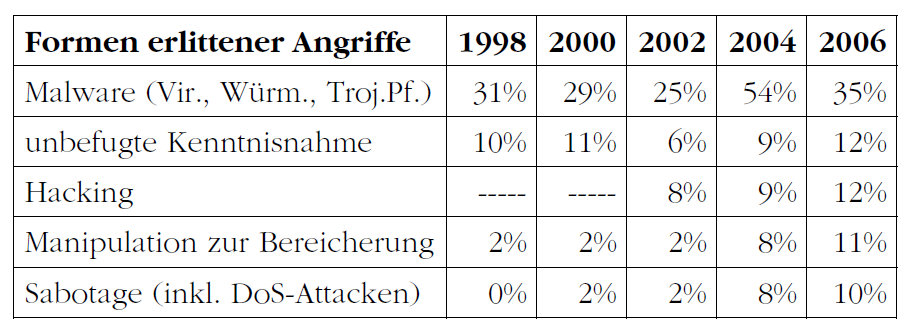 Formen erlittener Angriffe 1998 2000 2002 2004 2006
Malware (Vir., Würm., Troj.Pf.) 31% 29% 25% 54% 35%
unbefugte Kenntnisnahme 10% 11% 6% 9% 12%
Hacking ----- ----- 8% 9% 12%
Manipulation zur Bereicherung 2% 2% 2% 8% 11%
Sabotage (inkl. DoS-Attacken) 0% 2% 2% 8% 10%